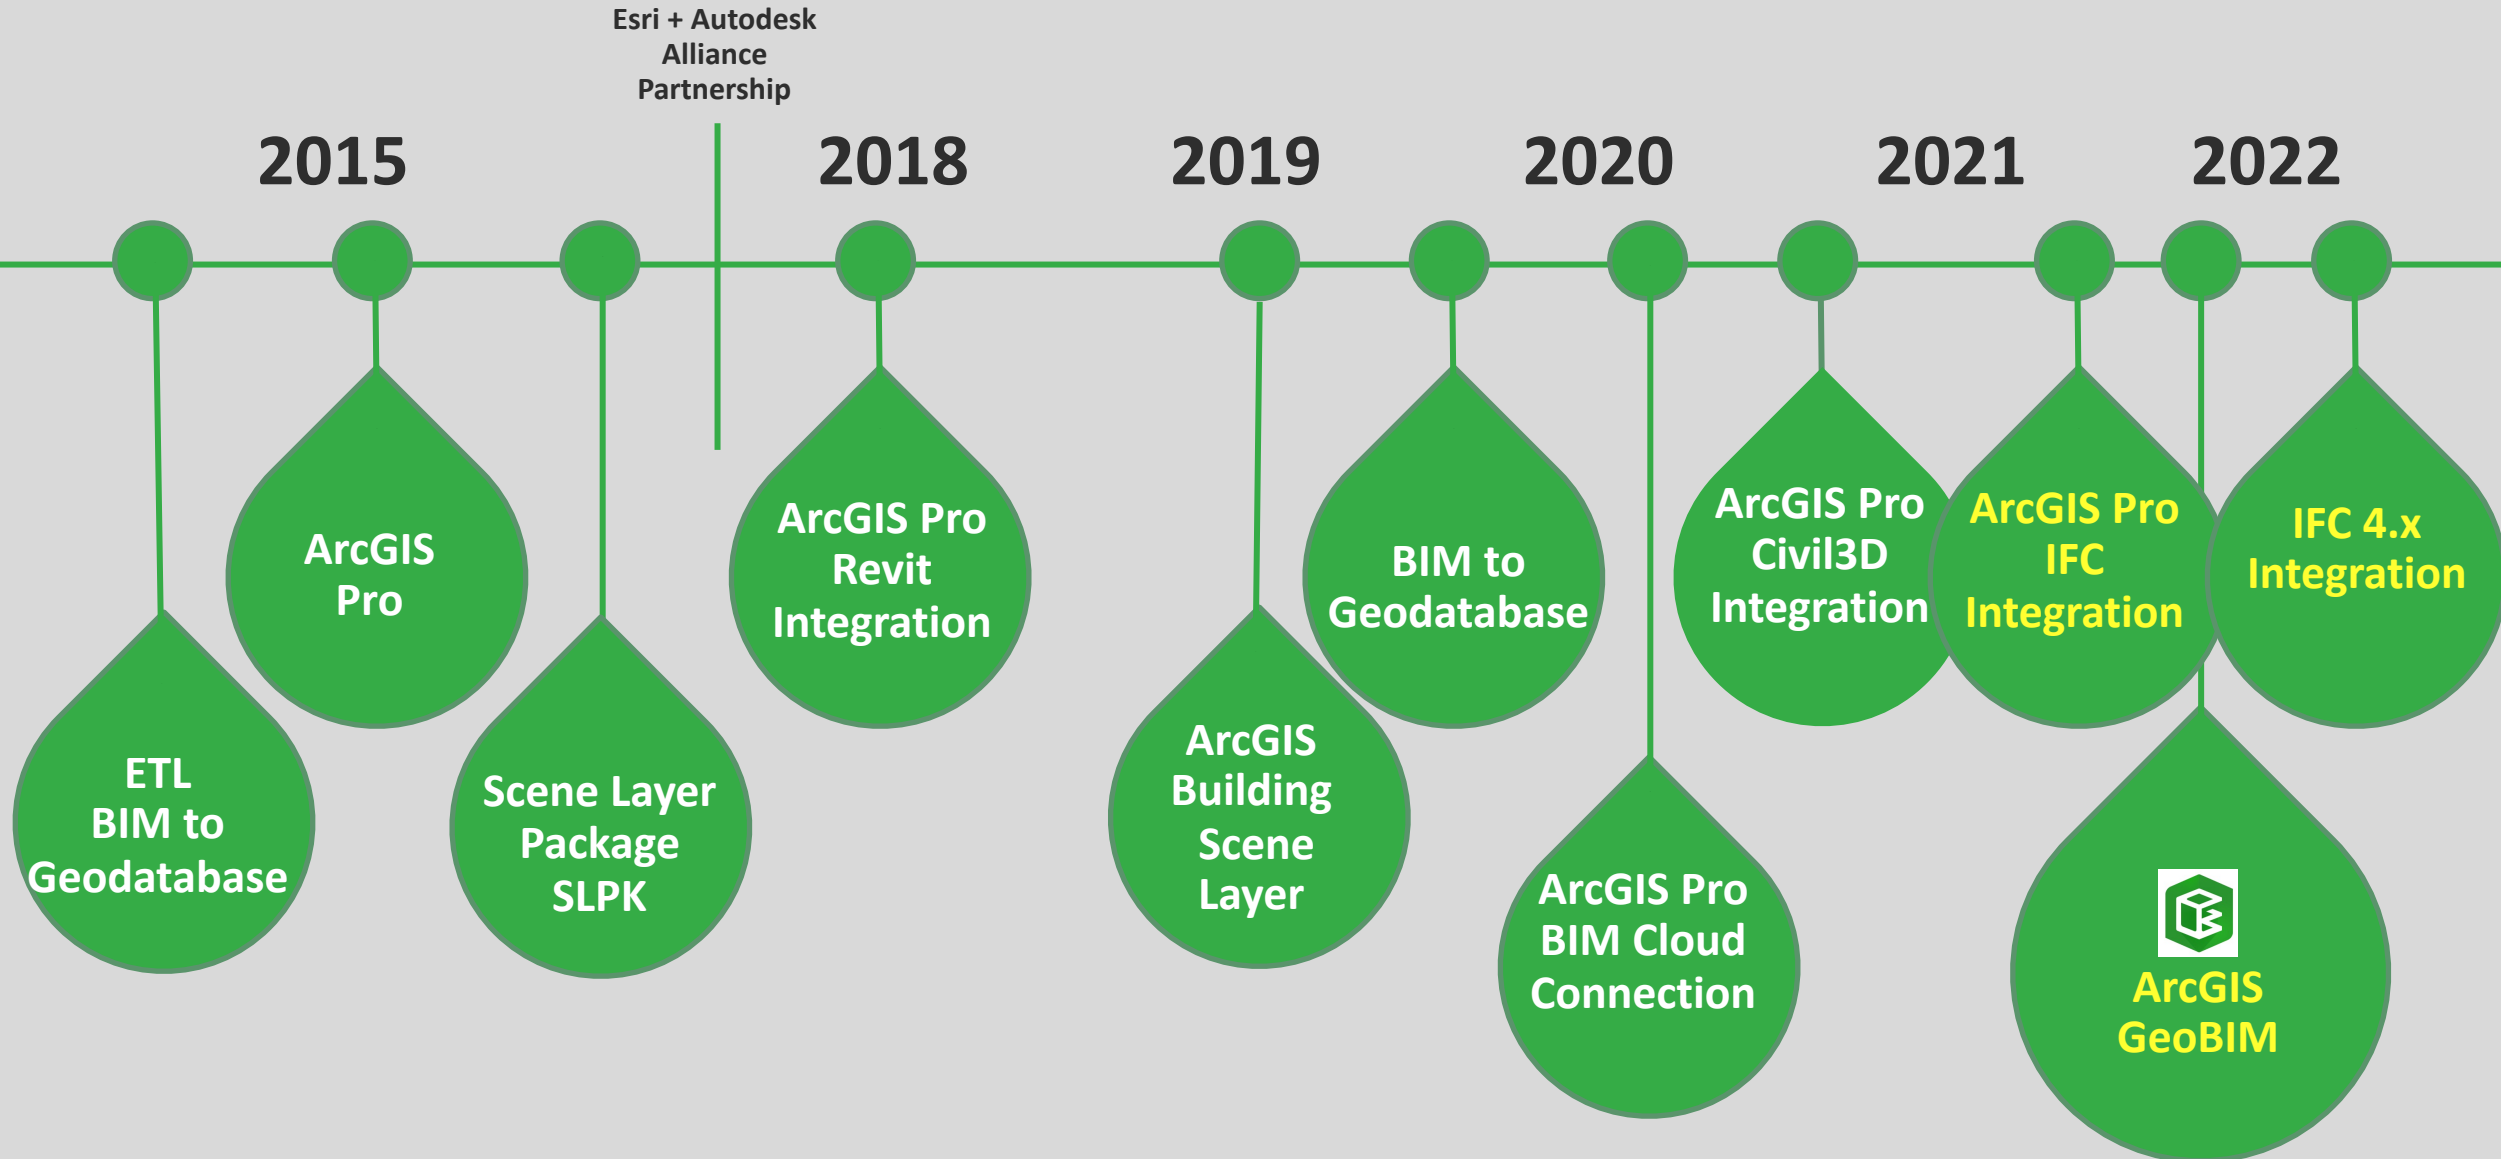 Esri + Autodesk
Alliance
Partnership
2015
2018
2019
2020
2021
2022
ETL
BIM to
Geodatabase
ArcGIS
Pro
Scene Layer
Package
SLPK
ArcGIS Pro
Revit
Integration
ArcGIS
Building
Scene
Layer
BIM to
Geodatabase
ArcGIS Pro
BIM Cloud
Connection
ArcGIS Pro
Civil3D
Integration
ArcGIS Pro
IFC
Integration
ArcGIS
GeoBIM
IFC 4.x
Integration